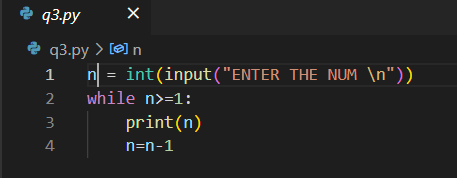 q3.py ×
q3.py > n
1 n = int(input("ENTER THE NUM \n"))
2 while n>=1:
3     print(n)
4     n=n-1